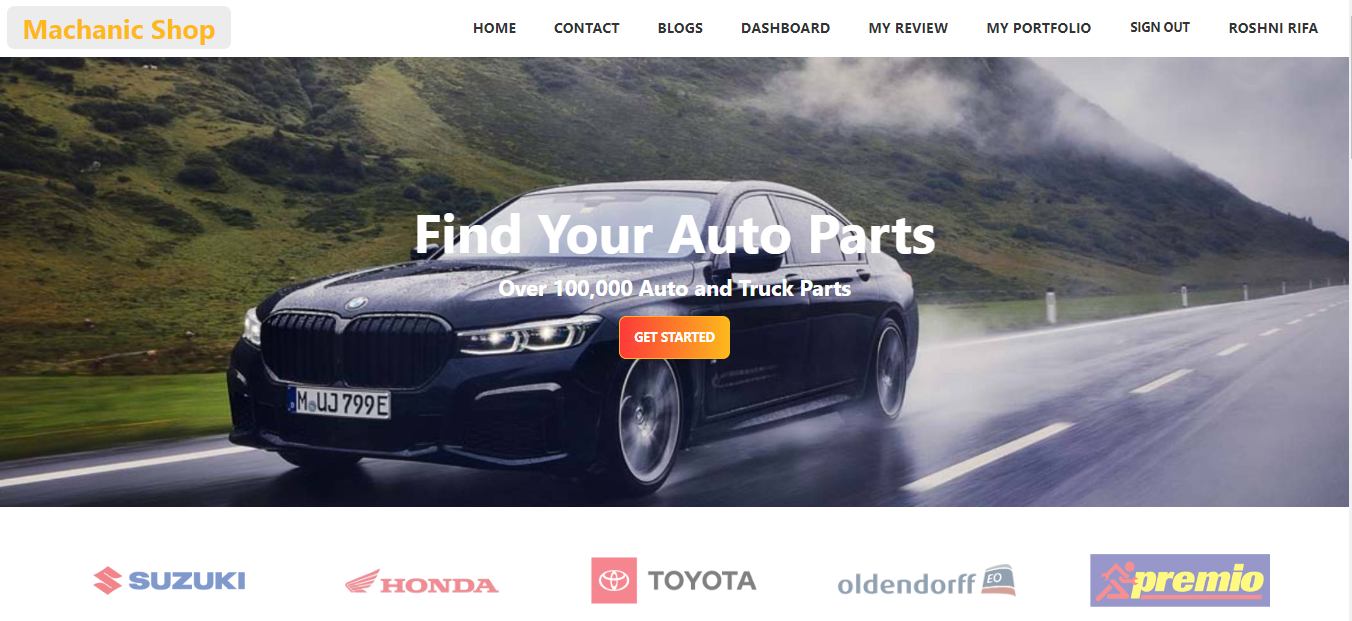 Machanic Shop
HOME CONTACT BLOGS DASHBOARD MY REVIEW MY PORTFOLIO SIGN OUT ROSHNI RIFA
Find Your Auto Parts
Over 100,000 Auto and Truck Parts
GET STARTED
M UJ 799E
SUZUKI HONDA TOYOTA oldendorff EO premio